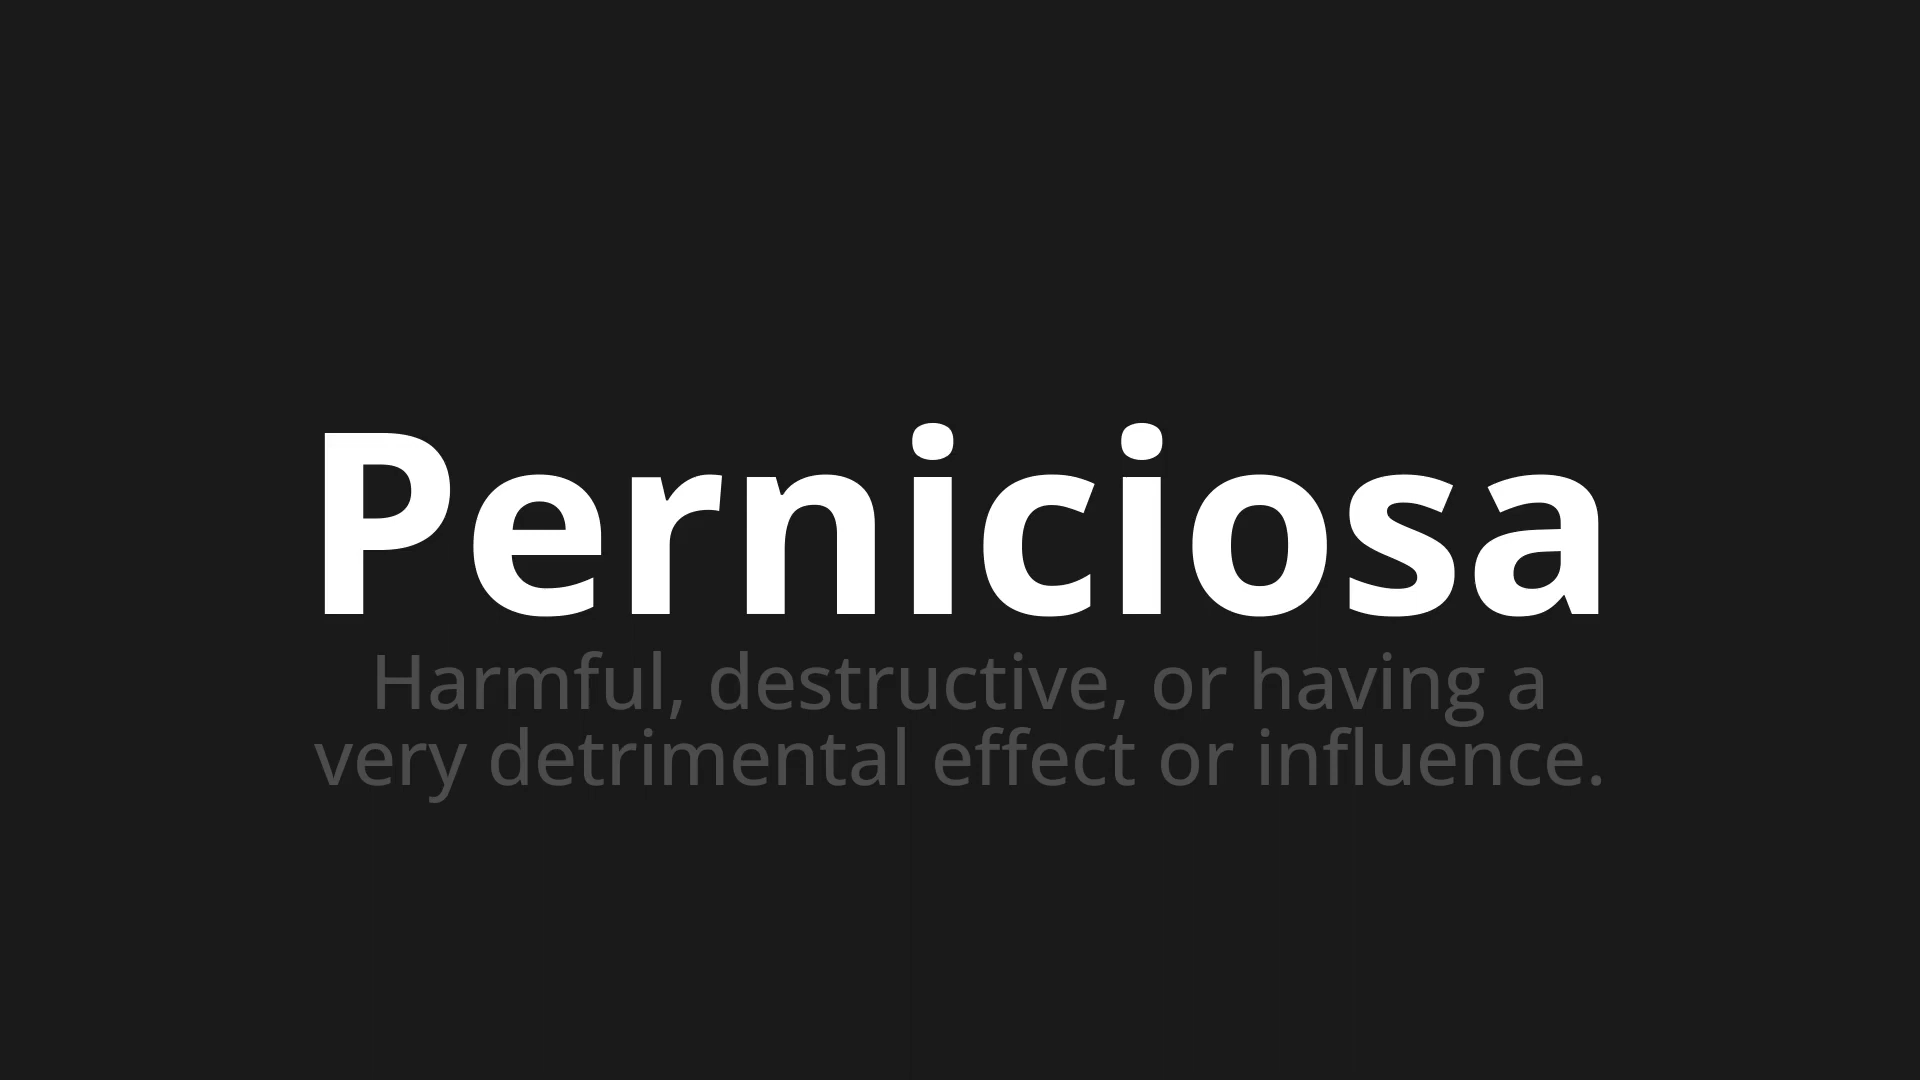 Perniciosa
Harmful, destructive, or having a
very detrimental effect or influence.